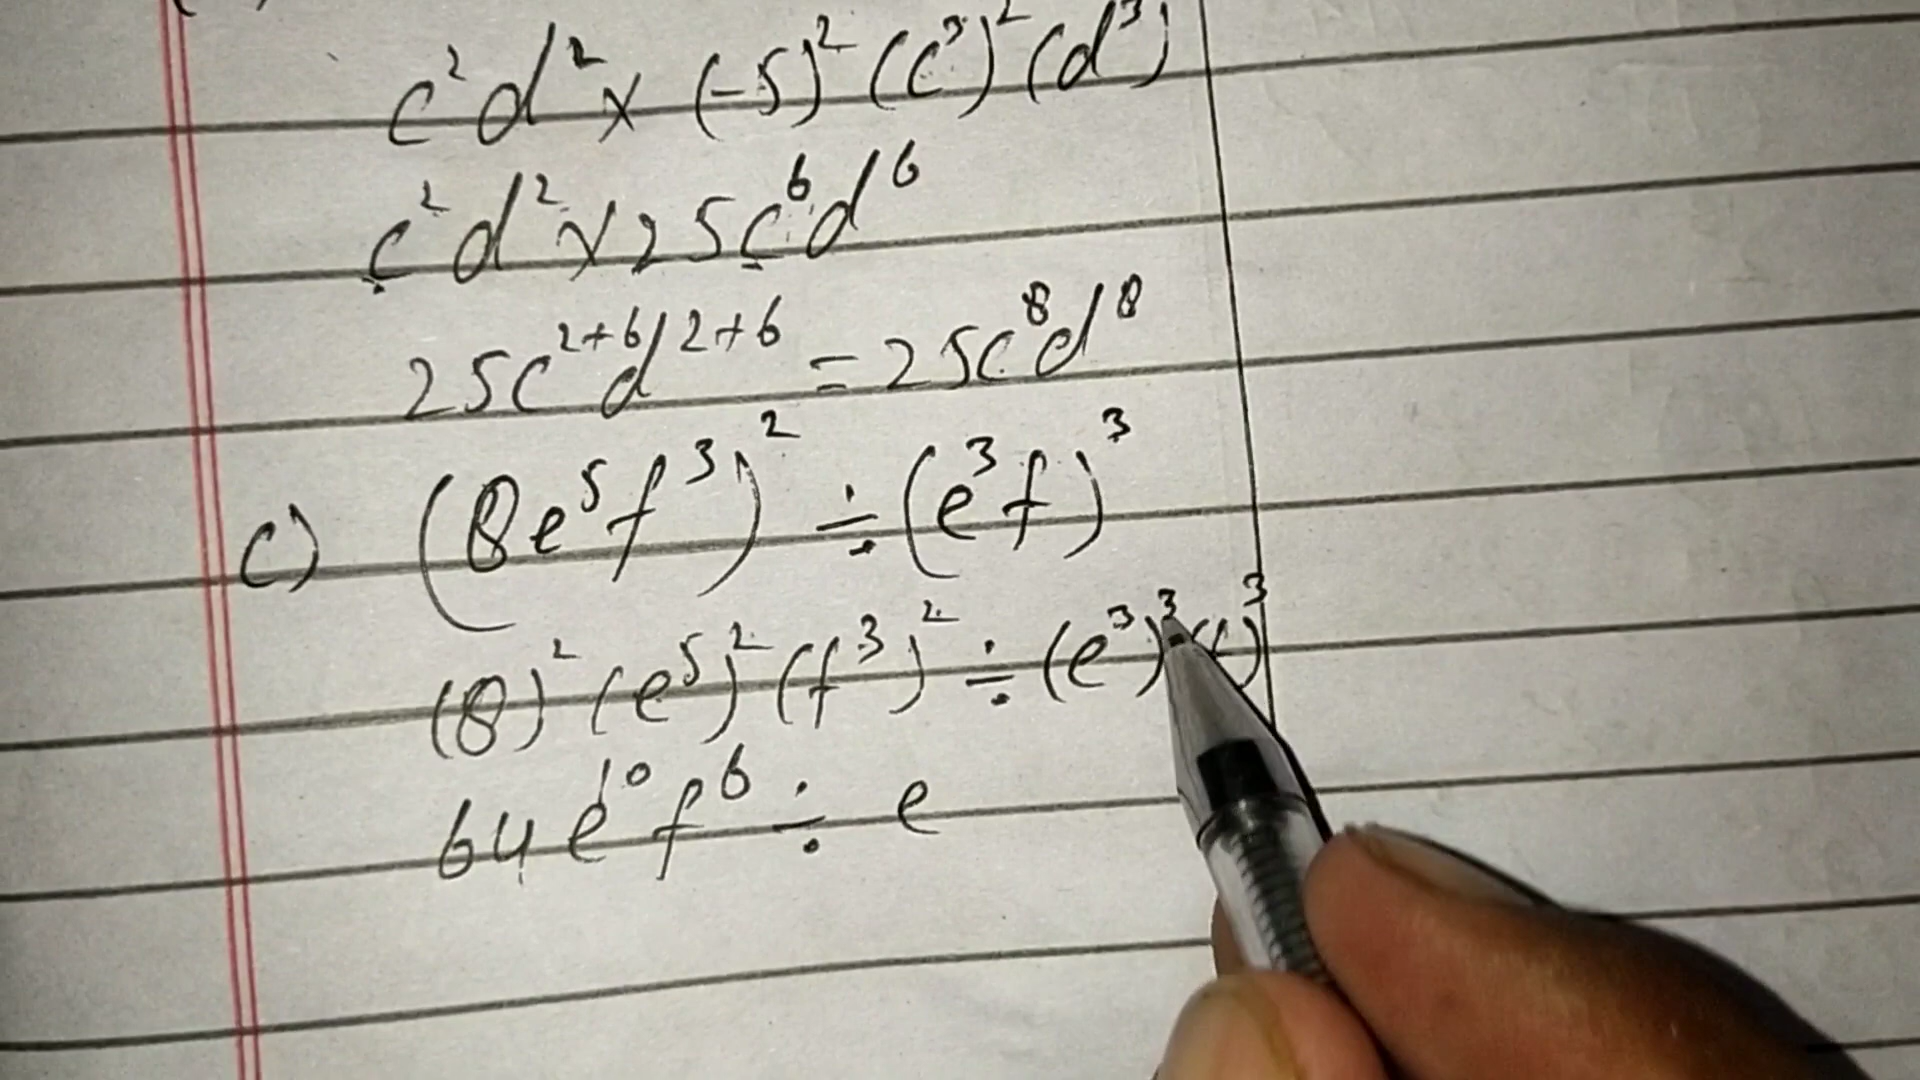 c²d² × (-5)² (c³)² (d³)
c²d² × 25c⁶d⁶
25c²⁺⁶d²⁺⁶ = 25c⁸d⁸
c) (8e⁵f³)² ÷ (e³f)³
(8)² (e⁵)² (f³)² ÷ (e³)³ (f)³
64e¹⁰f⁶ ÷ e